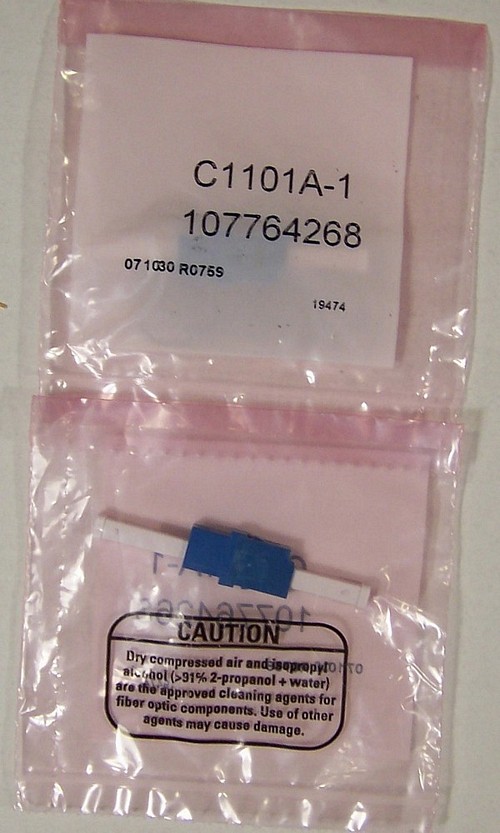 C1101A-1
107764268
071030 R075S
19474
CAUTION
Dry compressed air and isopropyl
alcohol (>91% 2-propanol + water)
are the approved cleaning agents for
fiber optic components. Use of other
agents may cause damage.